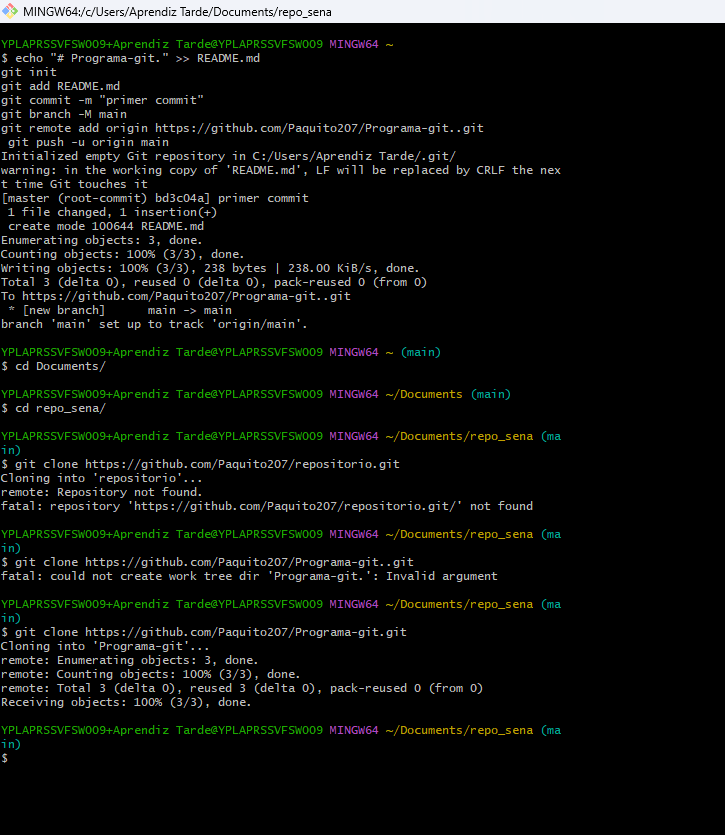 MINGW64:/c/Users/Aprendiz Tarde/Documents/repo_sena
YPLAPRSSVFSW009+Aprendiz Tarde@YPLAPRSSVFSW009 MINGW64 ~
$ echo "# Programa-git." >> README.md
git init
git add README.md
git commit -m "primer commit"
git branch -M main
git remote add origin https://github.com/Paquito207/Programa-git..git
 git push -u origin main
Initialized empty Git repository in C:/Users/Aprendiz Tarde/.git/
warning: in the working copy of 'README.md', LF will be replaced by CRLF the nex
t time Git touches it
[master (root-commit) bd3c04a] primer commit
 1 file changed, 1 insertion(+)
 create mode 100644 README.md
Enumerating objects: 3, done.
Counting objects: 100% (3/3), done.
Writing objects: 100% (3/3), 238 bytes | 238.00 KiB/s, done.
Total 3 (delta 0), reused 0 (delta 0), pack-reused 0 (from 0)
To https://github.com/Paquito207/Programa-git..git
 * [new branch]      main -> main
branch 'main' set up to track 'origin/main'.
YPLAPRSSVFSW009+Aprendiz Tarde@YPLAPRSSVFSW009 MINGW64 ~ (main)
$ cd Documents/
YPLAPRSSVFSW009+Aprendiz Tarde@YPLAPRSSVFSW009 MINGW64 ~/Documents (main)
$ cd repo_sena/
YPLAPRSSVFSW009+Aprendiz Tarde@YPLAPRSSVFSW009 MINGW64 ~/Documents/repo_sena (ma
in)
$ git clone https://github.com/Paquito207/repositorio.git
Cloning into 'repositorio'...
remote: Repository not found.
fatal: repository 'https://github.com/Paquito207/repositorio.git/' not found
YPLAPRSSVFSW009+Aprendiz Tarde@YPLAPRSSVFSW009 MINGW64 ~/Documents/repo_sena (ma
in)
$ git clone https://github.com/Paquito207/Programa-git..git
fatal: could not create work tree dir 'Programa-git.': Invalid argument
YPLAPRSSVFSW009+Aprendiz Tarde@YPLAPRSSVFSW009 MINGW64 ~/Documents/repo_sena (ma
in)
$ git clone https://github.com/Paquito207/Programa-git.git
Cloning into 'Programa-git'...
remote: Enumerating objects: 3, done.
remote: Counting objects: 100% (3/3), done.
remote: Total 3 (delta 0), reused 3 (delta 0), pack-reused 0 (from 0)
Receiving objects: 100% (3/3), done.
YPLAPRSSVFSW009+Aprendiz Tarde@YPLAPRSSVFSW009 MINGW64 ~/Documents/repo_sena (ma
in)
$